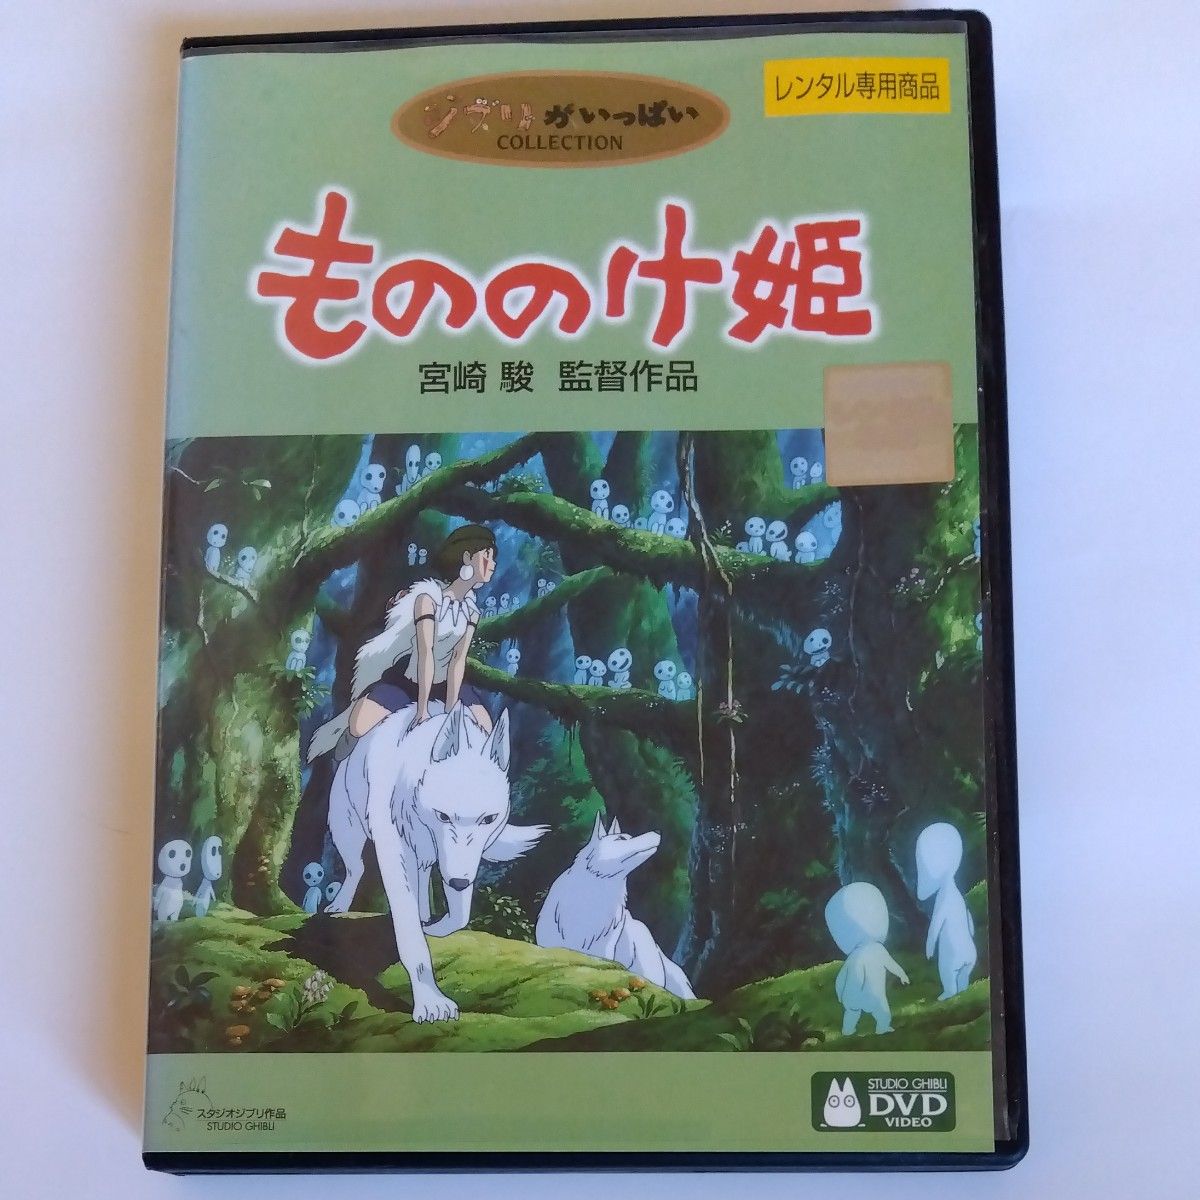 ジブリがいっぱい
COLLECTION
レンタル専用商品
もののけ姫
宮崎 駿 監督作品
スタジオジブリ作品
STUDIO GHIBLI
STUDIO GHIBLI
DVD
VIDEO